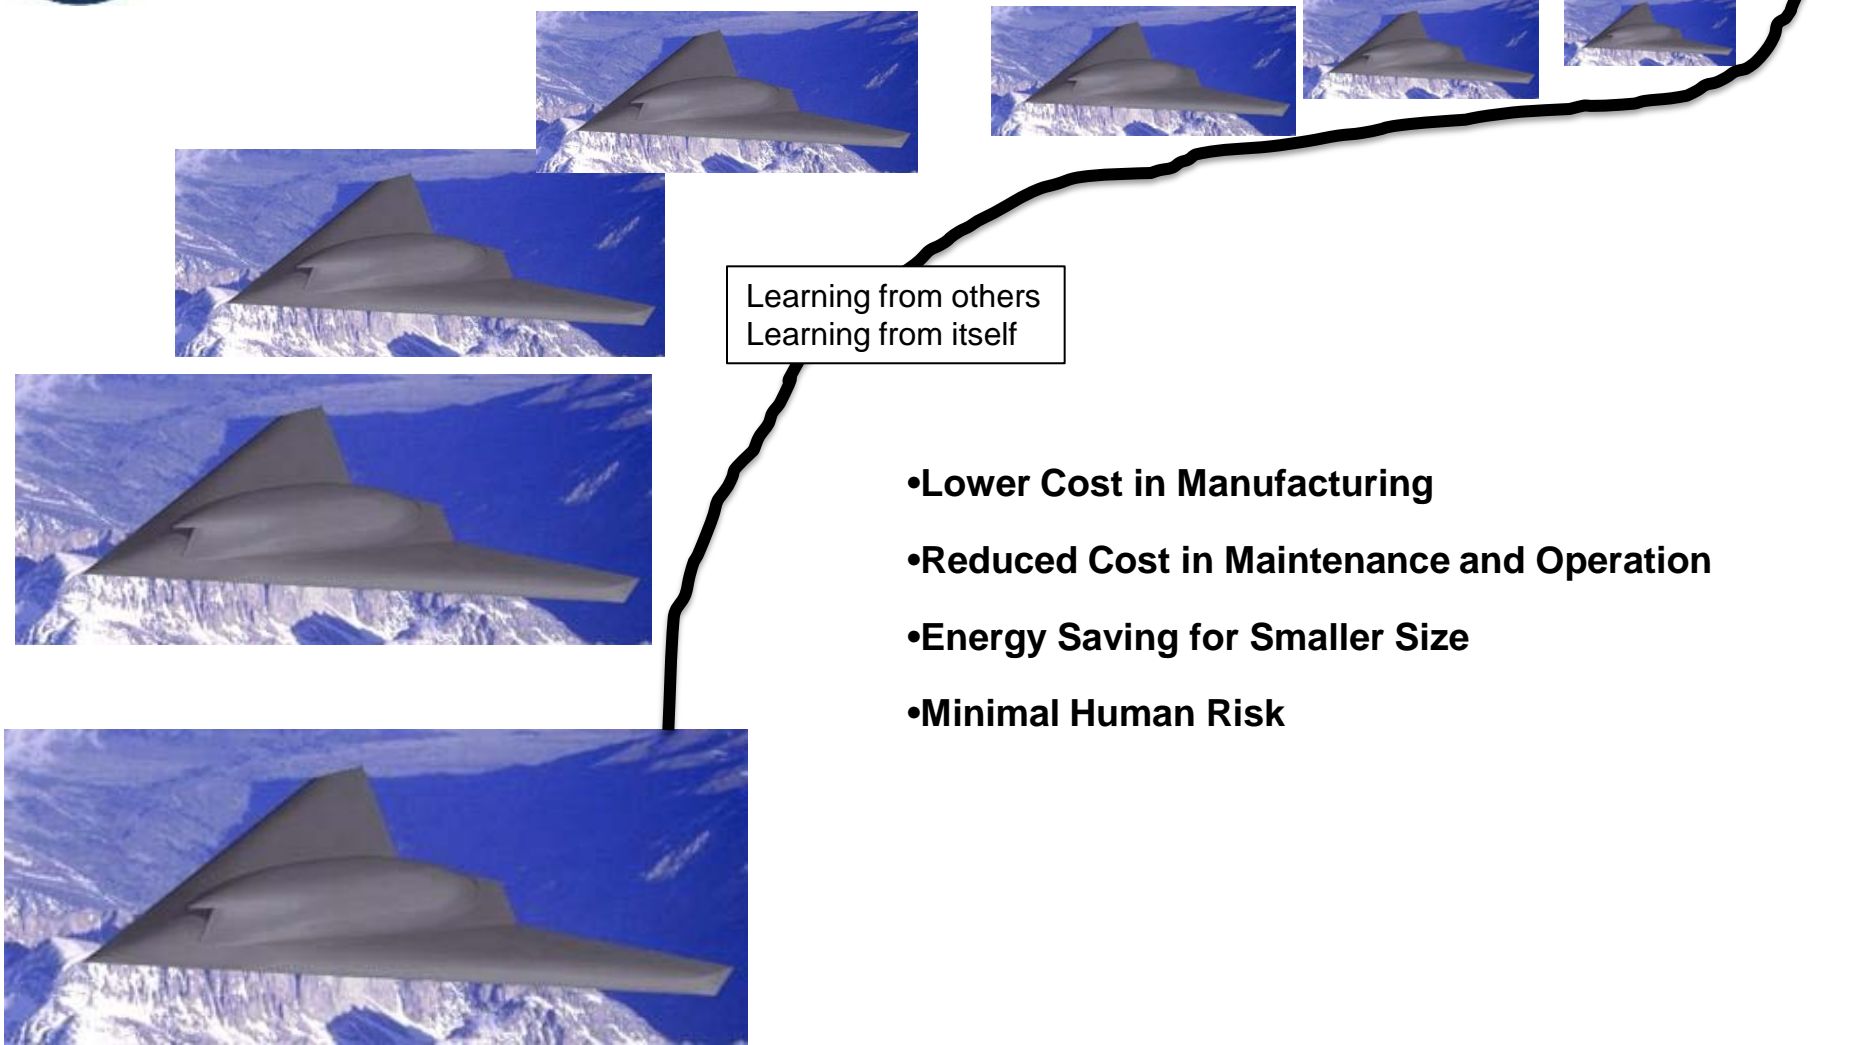 Learning from others
Learning from itself
•Lower Cost in Manufacturing
•Reduced Cost in Maintenance and Operation
•Energy Saving for Smaller Size
•Minimal Human Risk